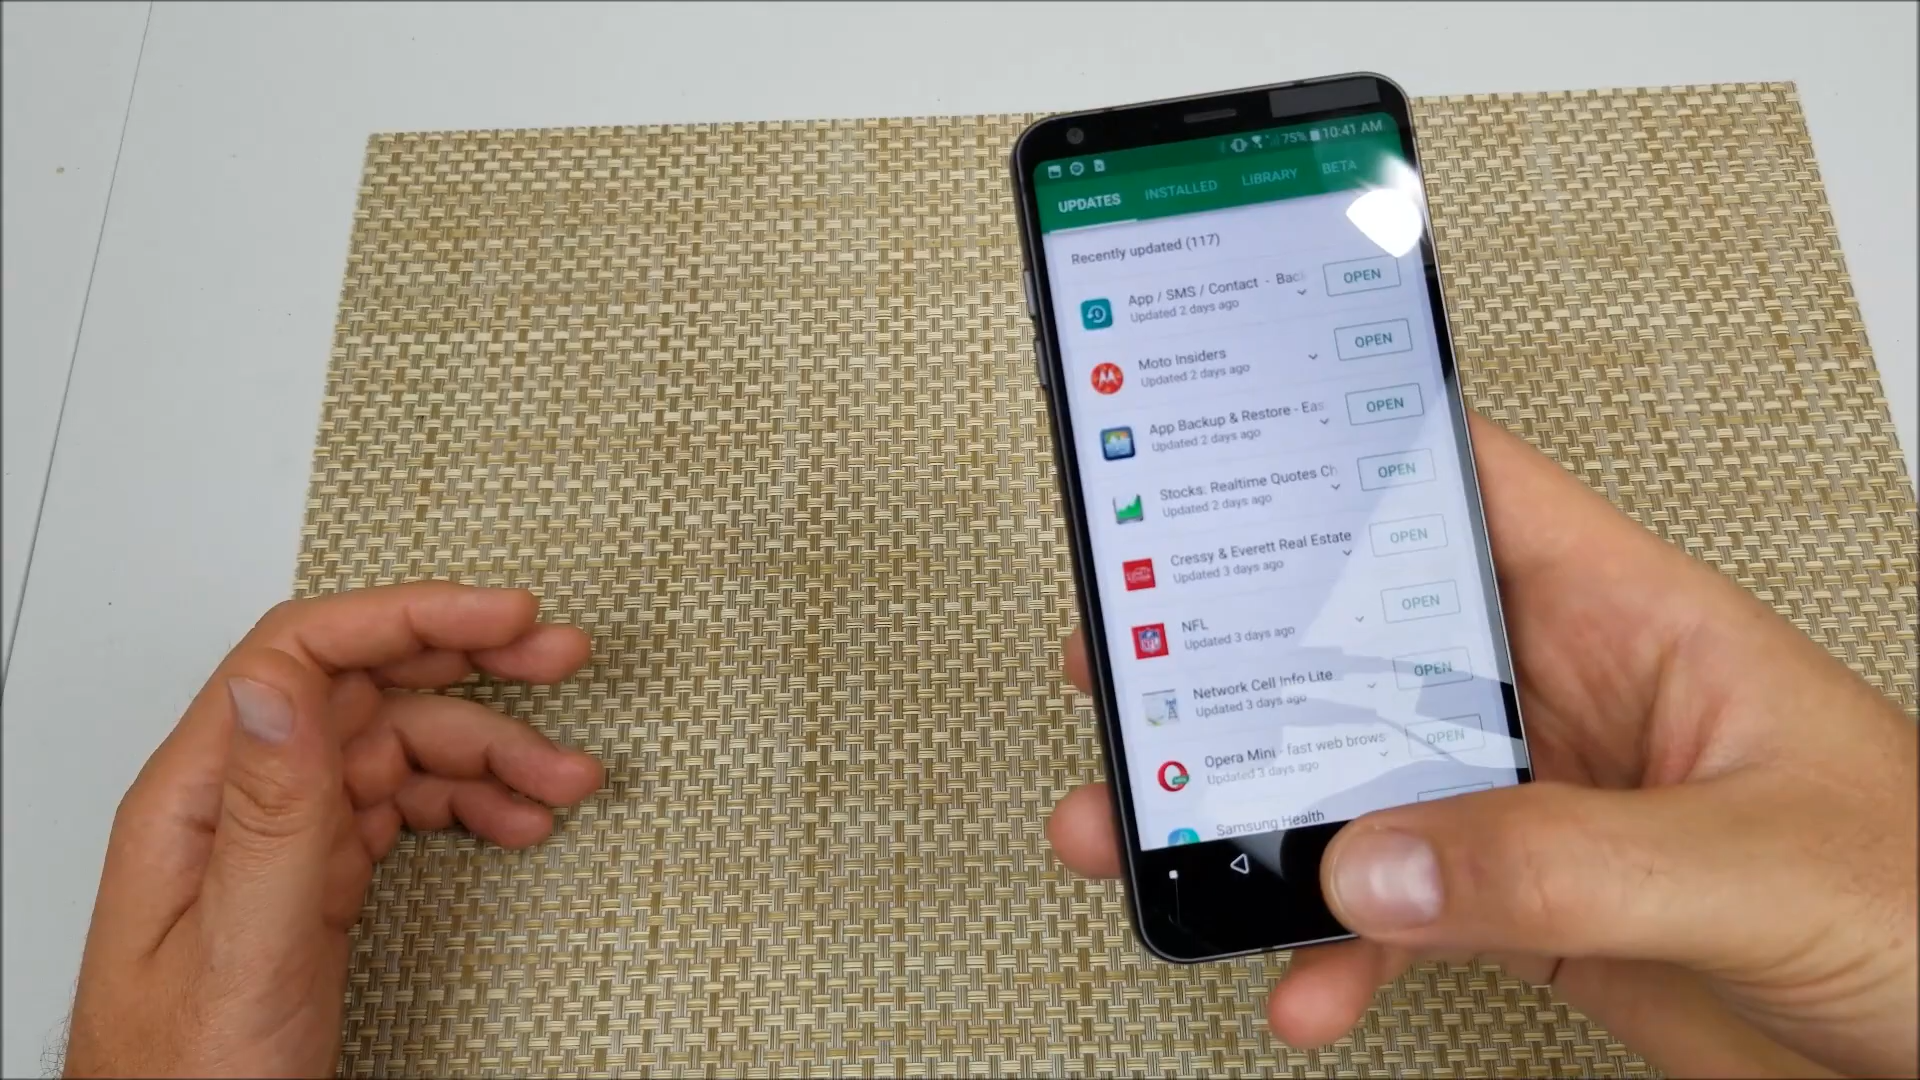 75% 10:41 AM
UPDATES INSTALLED LIBRARY BETA
Recently updated (117)
App / SMS / Contact - Bac
Updated 2 days ago
OPEN
Moto Insiders
Updated 2 days ago
OPEN
App Backup & Restore - Eas
Updated 2 days ago
OPEN
Stocks: Realtime Quotes Ch
Updated 2 days ago
OPEN
Cressy & Everett Real Estate
Updated 3 days ago
OPEN
NFL
Updated 3 days ago
OPEN
Network Cell Info Lite
Updated 3 days ago
OPEN
Opera Mini - fast web brows
Updated 3 days ago
OPEN
Samsung Health